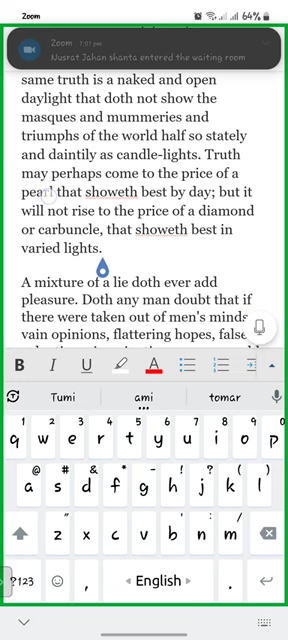 Zoom 64%
Zoom 7:01 pm
Nusrat Jahan shanta entered the waiting room
same truth is a naked and open
daylight that doth not show the
masques and mummeries and
triumphs of the world half so stately
and daintily as candle-lights. Truth
may perhaps come to the price of a
pearl that showeth best by day; but it
will not rise to the price of a diamond
or carbuncle, that showeth best in
varied lights.
A mixture of a lie doth ever add
pleasure. Doth any man doubt that if
there were taken out of men's minds
vain opinions, flattering hopes, false
B I U A
Tumi ami tomar
1 2 3 4 5 6 7 8 9 0
q w e r t y u i o p
@ # & * - ! ? ( )
a s d f g h j k l
" ' : /
z x c v b n m
?123 , English .